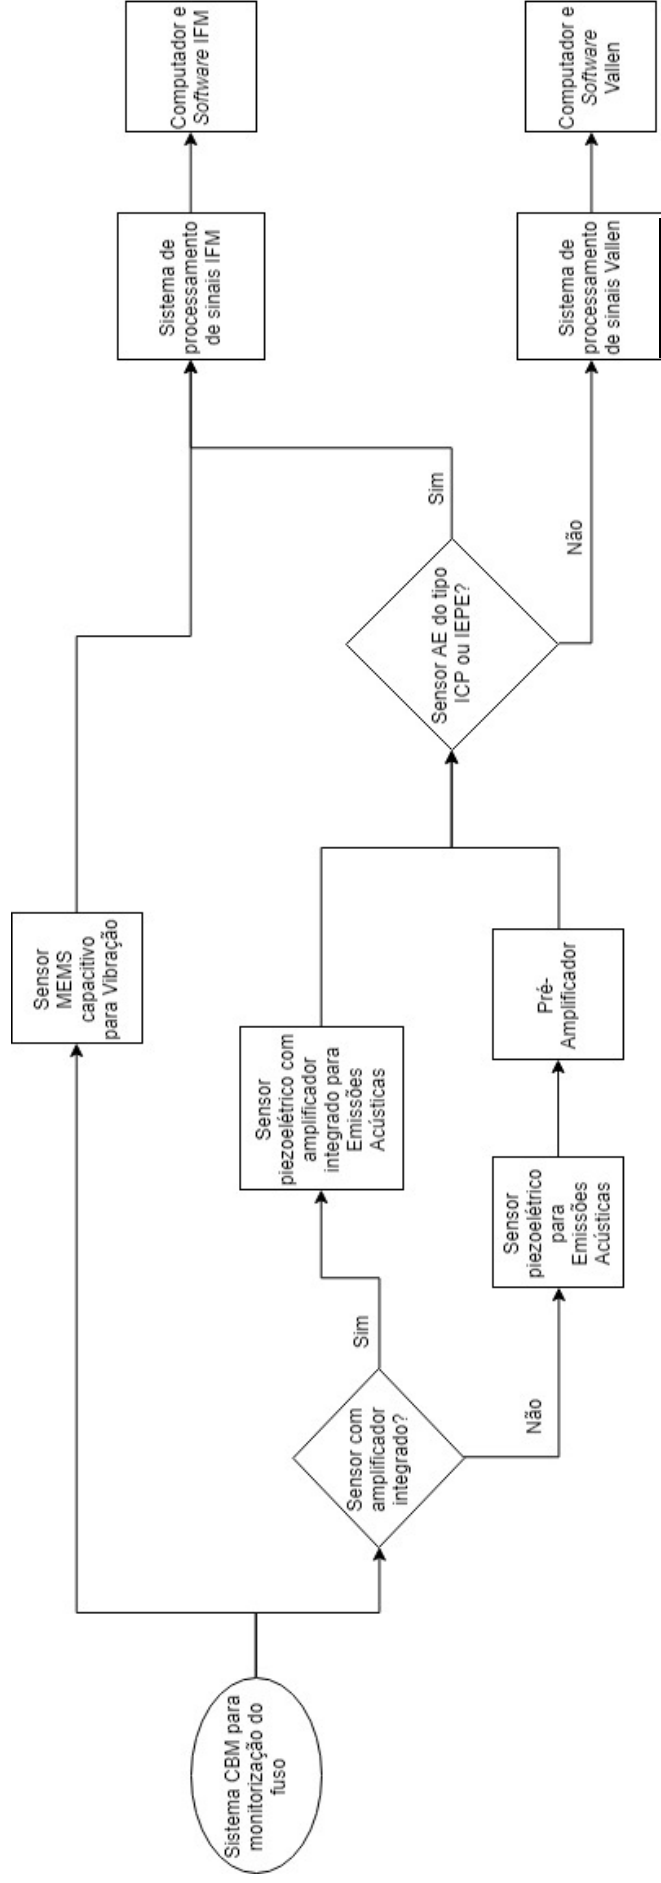 Sistema CBM para
monitorização do
fuso
Sensor
MEMS
capacitivo
para Vibração
Sensor com
amplificador
integrado?
Sim
Não
Sensor
piezoelétrico com
amplificador
integrado para
Emissões
Acústicas
Sensor
piezoelétrico
para
Emissões
Acústicas
Pré-
Amplificador
Sensor AE do tipo
ICP ou IEPE?
Sim
Não
Sistema de
processamento
de sinais IFM
Computador e
Software IFM
Sistema de
processamento
de sinais Vallen
Computador e
Software
Vallen